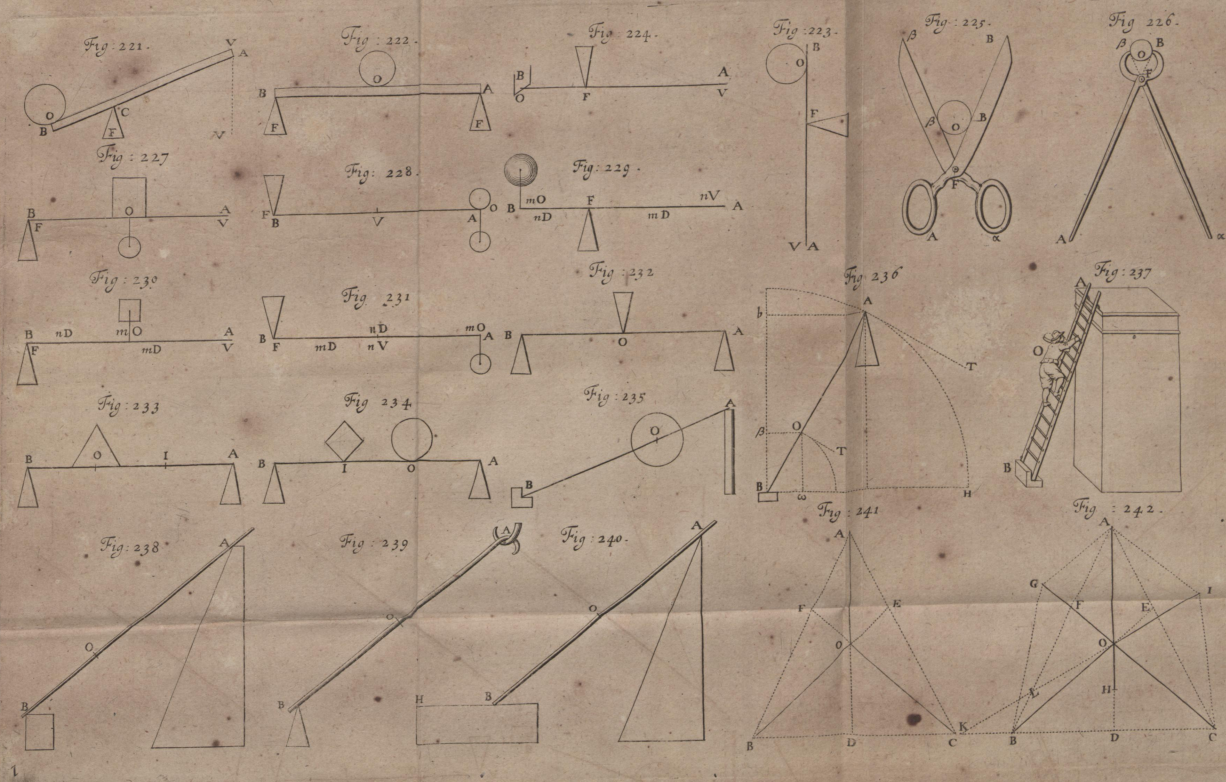 Fig: 221.
V
A
O
B
C
F
N
Fig: 222.
O
B
A
F
F
Fig: 224.
B
O
F
A
V
Fig: 223.
B
O
F
V A
Fig: 225.
β
B
β
O
B
F
A
α
Fig: 226.
β
B
O
F
A
α
Fig: 227
B
O
A
F
V
Fig: 228.
F
B
V
A
O
Fig: 229.
B
mO
F
nV
A
nD
mD
Fig: 230
B
nD
mO
A
F
mD
V
Fig: 231
B
nD
mO
A
F
mD
nV
Fig: 232
B
A
O
Fig 236
b
A
T
β
O
T
B
ω
H
Fig: 237
A
O
B
Fig: 233
B
O
I
A
Fig: 234
B
A
I
O
Fig: 235
A
O
B
Fig: 238
A
O
B
Fig: 239
A
O
B
Fig: 240.
A
O
H
B
Fig: 241
A
F
E
O
B
D
C
Fig: 242.
A
G
F
E
I
O
L
H
K
B
D
C